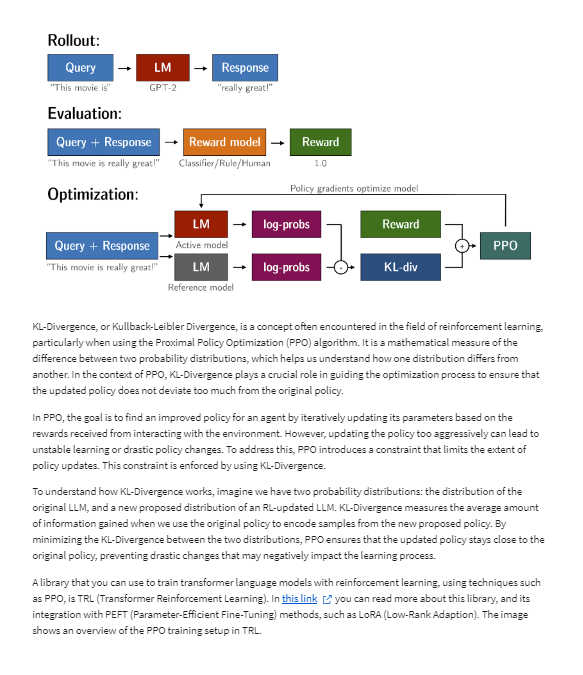 Rollout:
Query LM Response
"This movie is" GPT-2 "really great!"
Evaluation:
Query + Response Reward model Reward
"This movie is really great!" Classifier/Rule/Human 1.0
Optimization:
Policy gradients optimize model
LM log-probs Reward
Active model
Query + Response - + PPO
"This movie is really great!"
LM log-probs KL-div
Reference model
KL-Divergence, or Kullback-Leibler Divergence, is a concept often encountered in the field of reinforcement learning,
particularly when using the Proximal Policy Optimization (PPO) algorithm. It is a mathematical measure of the
difference between two probability distributions, which helps us understand how one distribution differs from
another. In the context of PPO, KL-Divergence plays a crucial role in guiding the optimization process to ensure that
the updated policy does not deviate too much from the original policy.
In PPO, the goal is to find an improved policy for an agent by iteratively updating its parameters based on the
rewards received from interacting with the environment. However, updating the policy too aggressively can lead to
unstable learning or drastic policy changes. To address this, PPO introduces a constraint that limits the extent of
policy updates. This constraint is enforced by using KL-Divergence.
To understand how KL-Divergence works, imagine we have two probability distributions: the distribution of the
original LLM, and a new proposed distribution of an RL-updated LLM. KL-Divergence measures the average amount
of information gained when we use the original policy to encode samples from the new proposed policy. By
minimizing the KL-Divergence between the two distributions, PPO ensures that the updated policy stays close to the
original policy, preventing drastic changes that may negatively impact the learning process.
A library that you can use to train transformer language models with reinforcement learning, using techniques such
as PPO, is TRL (Transformer Reinforcement Learning). In this link you can read more about this library, and its
integration with PEFT (Parameter-Efficient Fine-Tuning) methods, such as LoRA (Low-Rank Adaption). The image
shows an overview of the PPO training setup in TRL.